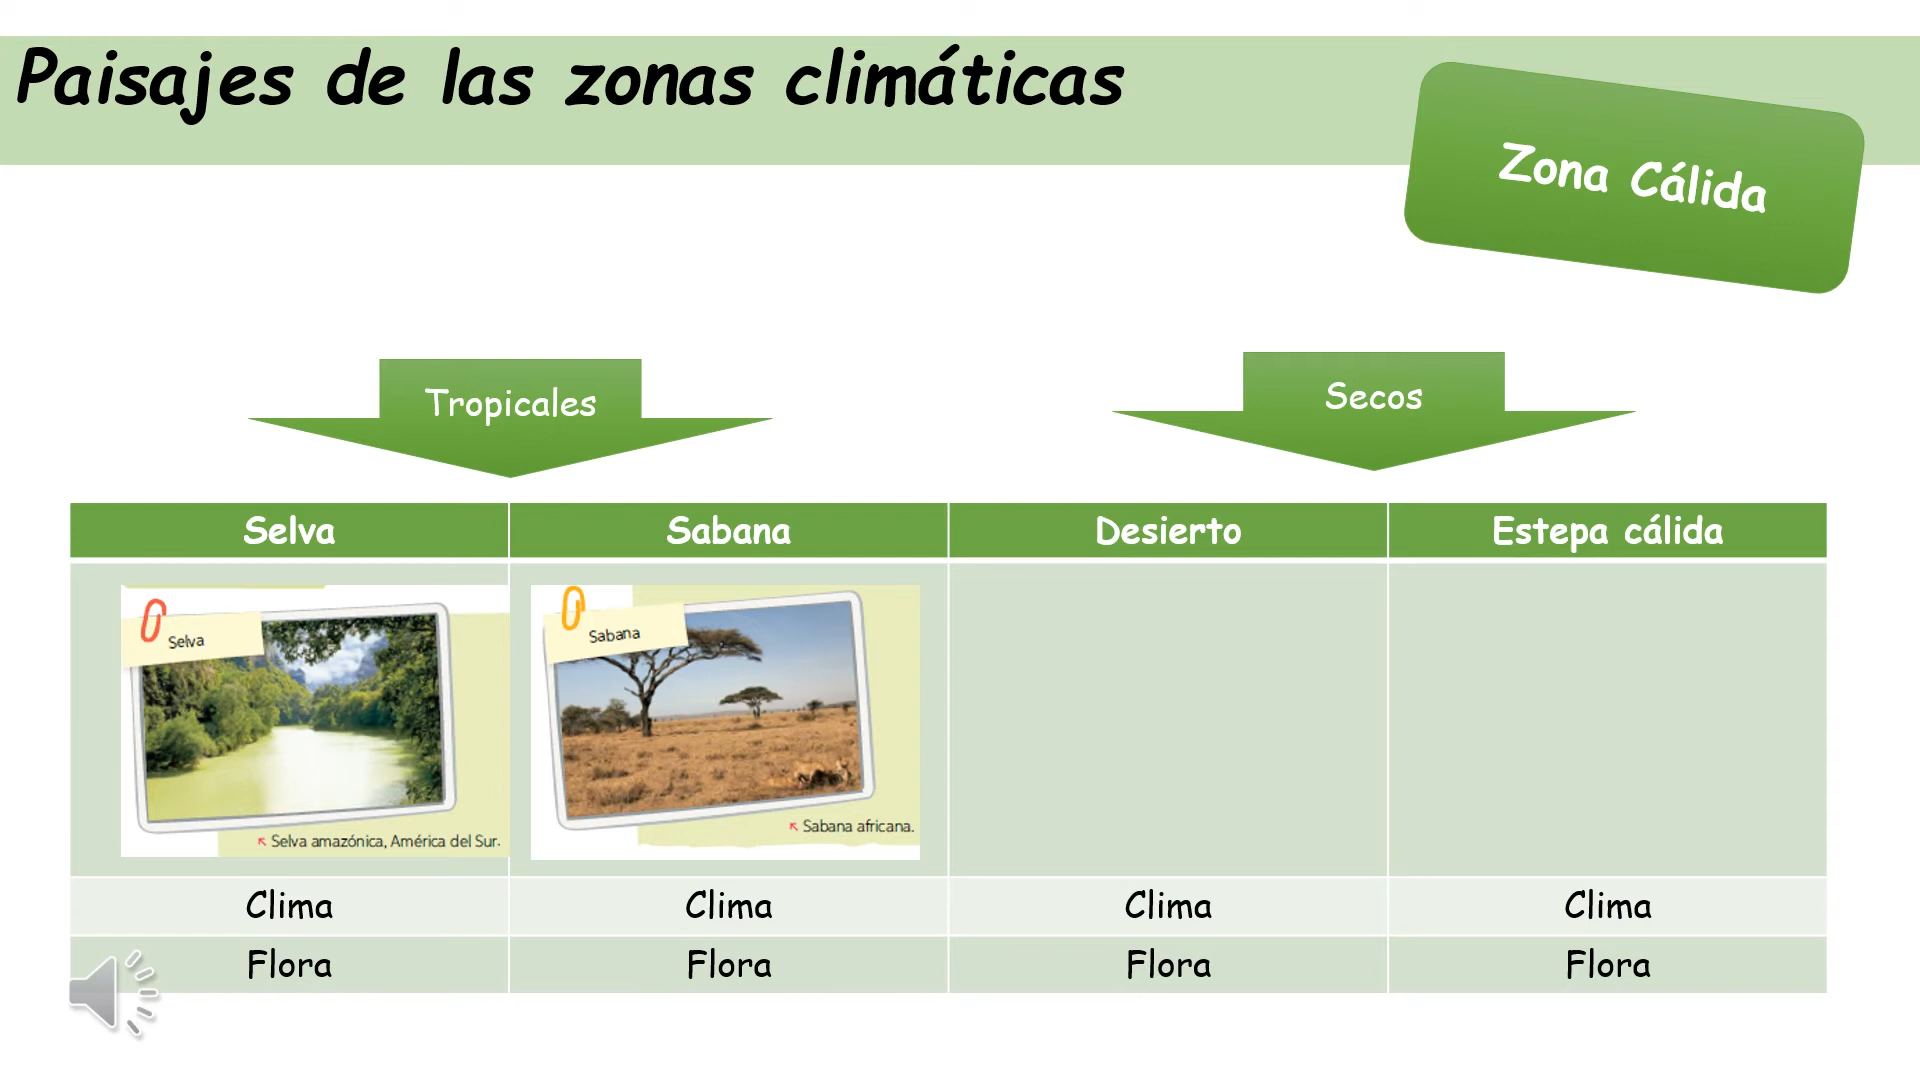 Paisajes de las zonas climáticas
Zona Cálida
Tropicales
Secos
Selva
Sabana
Desierto
Estepa cálida
Selva
Selva amazónica, América del Sur.
Sabana
Sabana africana.
Clima
Clima
Clima
Clima
Flora
Flora
Flora
Flora